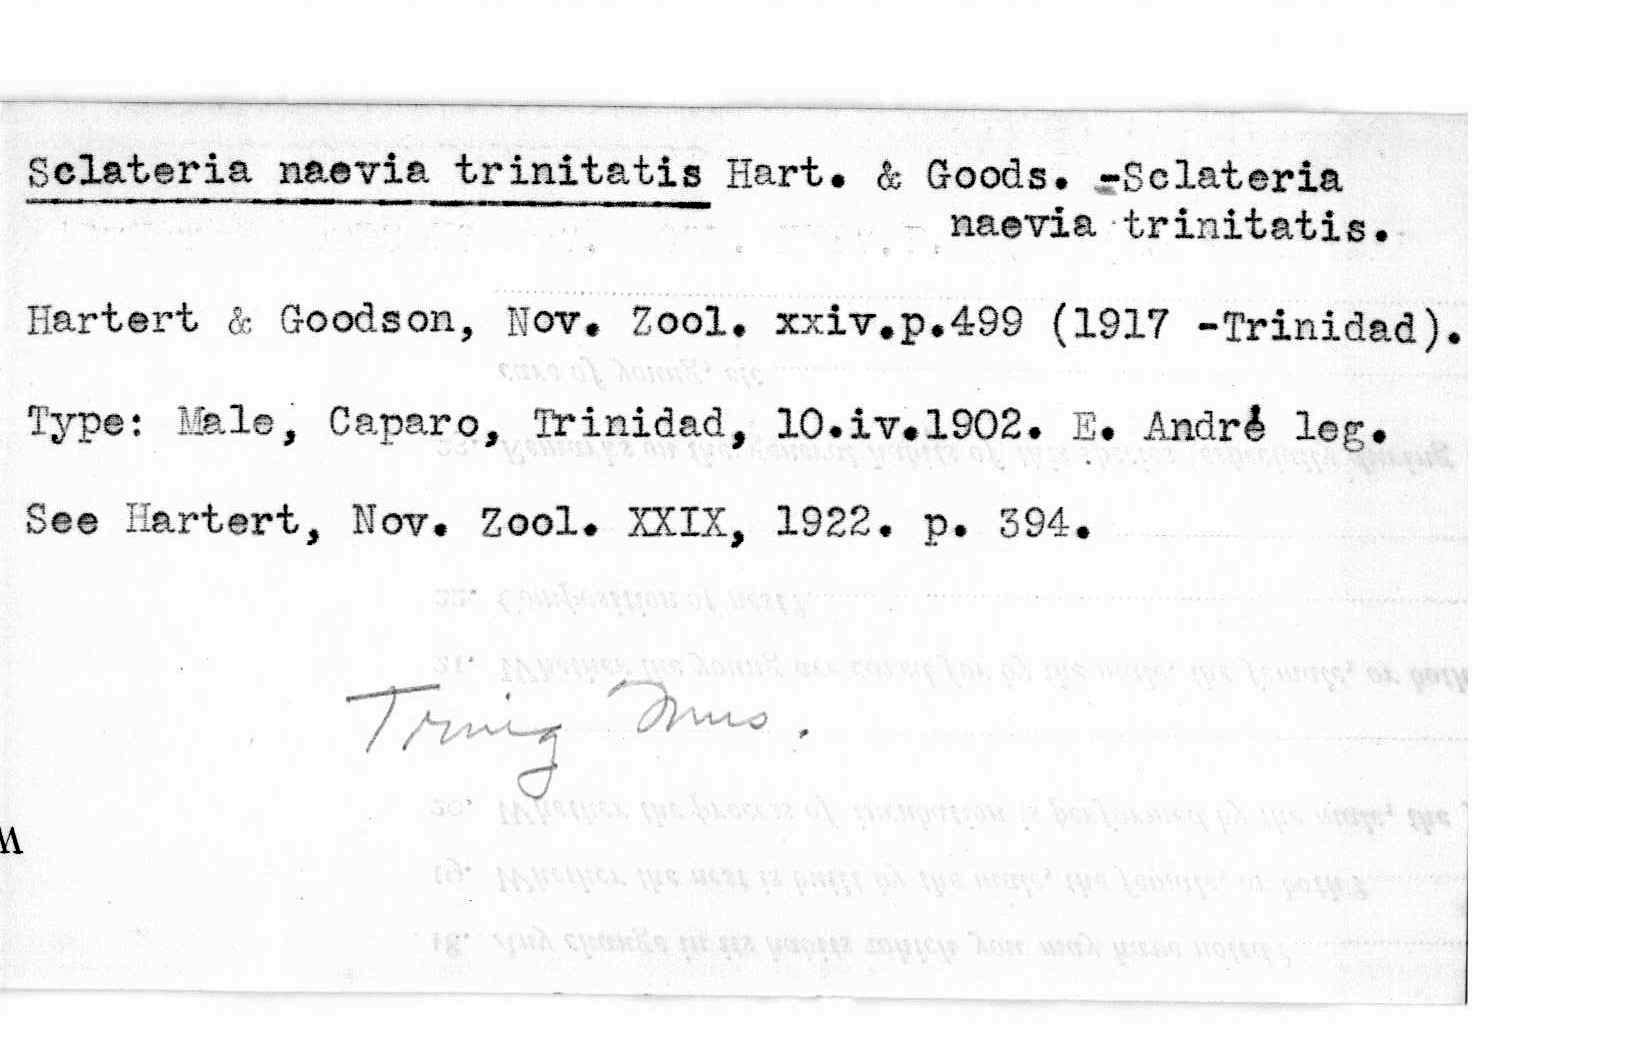 Sclateria naevia trinitatis Hart. & Goods. -Sclateria
naevia trinitatis.
Hartert & Goodson, Nov. Zool. xxiv.p.499 (1917 -Trinidad).
Type: Male, Caparo, Trinidad, 10.iv.1902. E. André leg.
See Hartert, Nov. Zool. XXIX, 1922. p. 394.
Tring Mus.